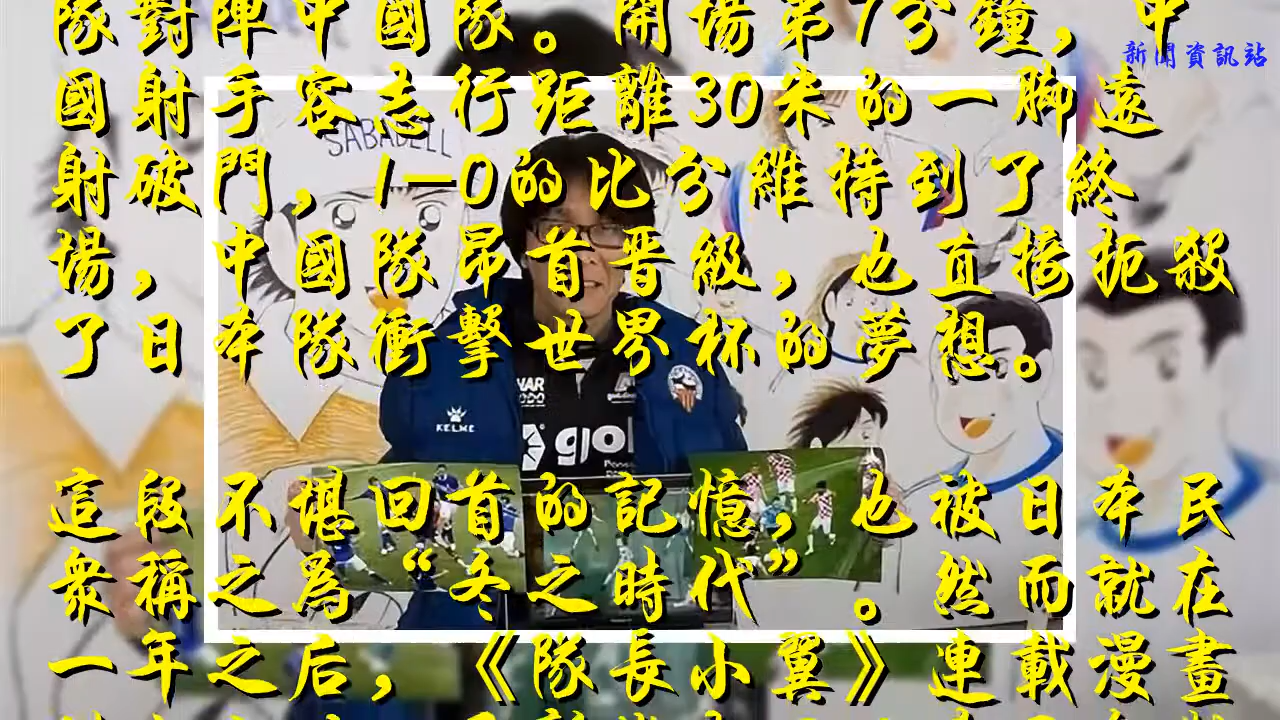 隊對陣中國隊。開場第7分鐘，中
新聞資訊站
國射手容志行距離30米的一脚遠
射破門，1—0的比分維持到了終
場，中國隊昂首晋級，也直接扼殺
了日本隊衝擊世界杯的夢想。
這段不堪回首的記憶，也被日本民
衆稱之爲“冬之時代”。然而就在
一年之后，《隊長小翼》連載漫畫
SABADELL
KELME
gol